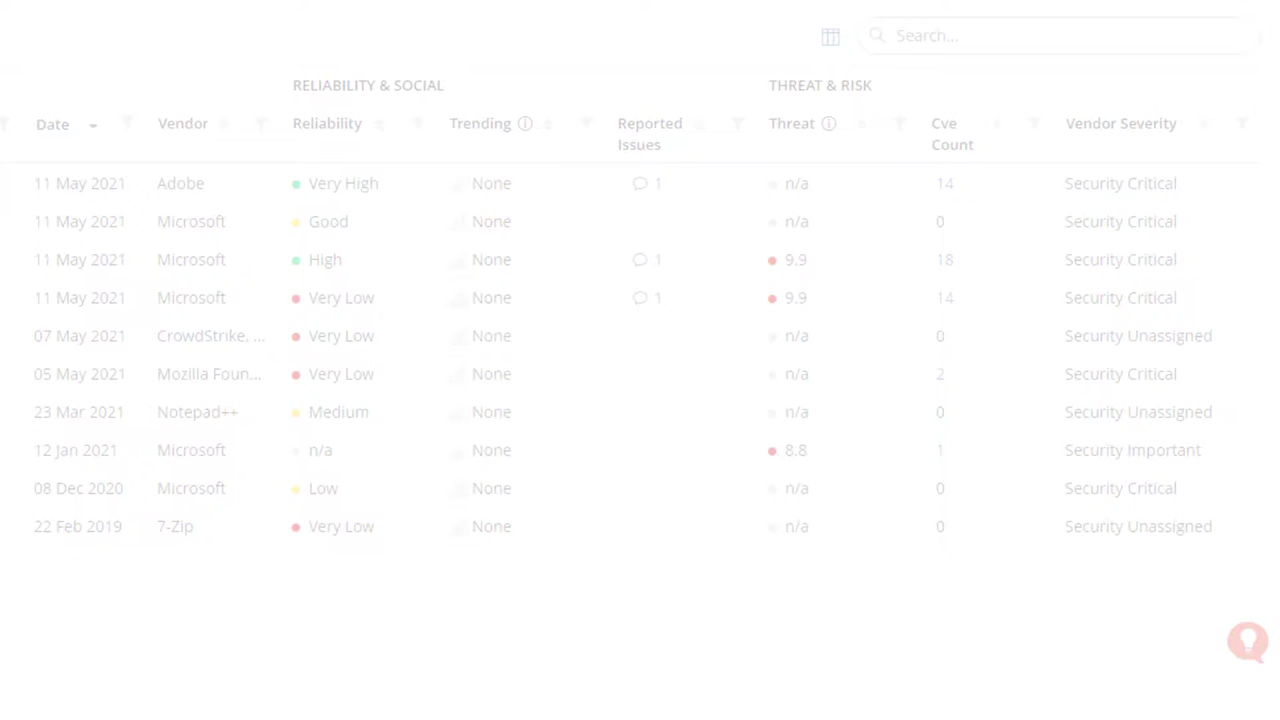 Search...
RELIABILITY & SOCIAL THREAT & RISK
Date Vendor Reliability Trending Reported Issues Threat Cve Count Vendor Severity
11 May 2021 Adobe Very High None 1 n/a 14 Security Critical
11 May 2021 Microsoft Good None n/a 0 Security Critical
11 May 2021 Microsoft High None 1 9.9 18 Security Critical
11 May 2021 Microsoft Very Low None 1 9.9 14 Security Critical
07 May 2021 CrowdStrike, ... Very Low None n/a 0 Security Unassigned
05 May 2021 Mozilla Foun... Very Low None n/a 2 Security Critical
23 Mar 2021 Notepad++ Medium None n/a 0 Security Unassigned
12 Jan 2021 Microsoft n/a None 8.8 1 Security Important
08 Dec 2020 Microsoft Low None n/a 0 Security Critical
22 Feb 2019 7-Zip Very Low None n/a 0 Security Unassigned